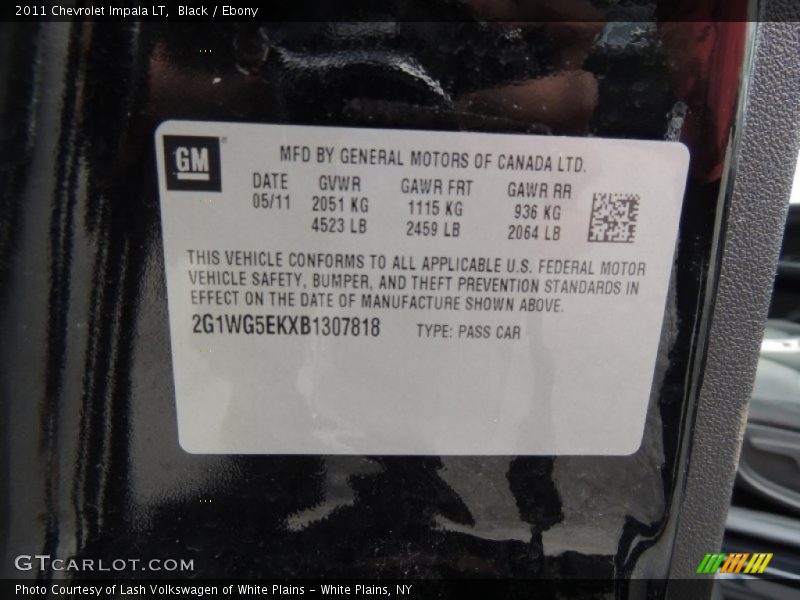 2011 Chevrolet Impala LT, Black / Ebony
GM
MFD BY GENERAL MOTORS OF CANADA LTD.
DATE GVWR GAWR FRT GAWR RR
05/11 2051 KG 1115 KG 936 KG
4523 LB 2459 LB 2064 LB
THIS VEHICLE CONFORMS TO ALL APPLICABLE U.S. FEDERAL MOTOR
VEHICLE SAFETY, BUMPER, AND THEFT PREVENTION STANDARDS IN
EFFECT ON THE DATE OF MANUFACTURE SHOWN ABOVE.
2G1WG5EKXB1307818 TYPE: PASS CAR
GTCARLOT.COM
Photo Courtesy of Lash Volkswagen of White Plains - White Plains, NY